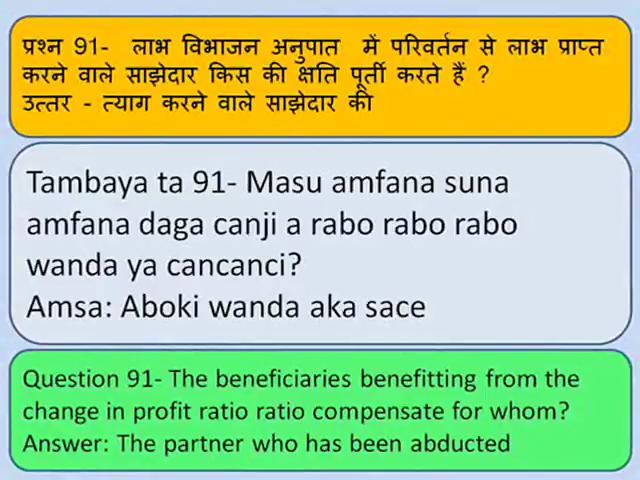 प्रश्न 91-  लाभ विभाजन अनुपात  में परिवर्तन से लाभ प्राप्त
करने वाले साझेदार किस की क्षति पूर्ती करते हैं ?
उत्तर - त्याग करने वाले साझेदार की
Tambaya ta 91- Masu amfana suna
amfana daga canji a rabo rabo rabo
wanda ya cancanci?
Amsa: Aboki wanda aka sace
Question 91- The beneficiaries benefitting from the
change in profit ratio ratio compensate for whom?
Answer: The partner who has been abducted